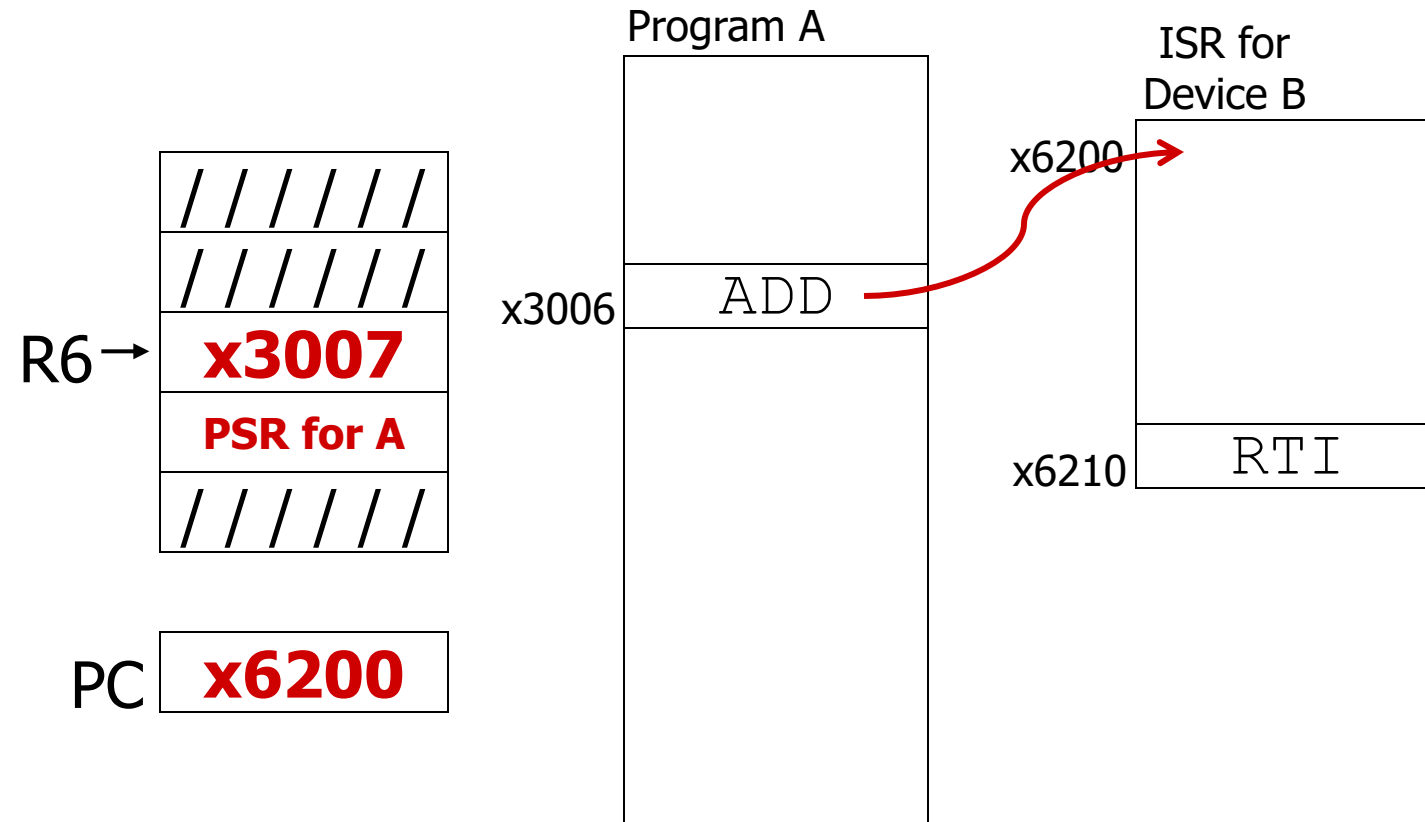 Program A
ISR for
Device B
x6200
//////
//////
x3006
ADD
R6
x3007
PSR for A
x6210
RTI
//////
PC
x6200